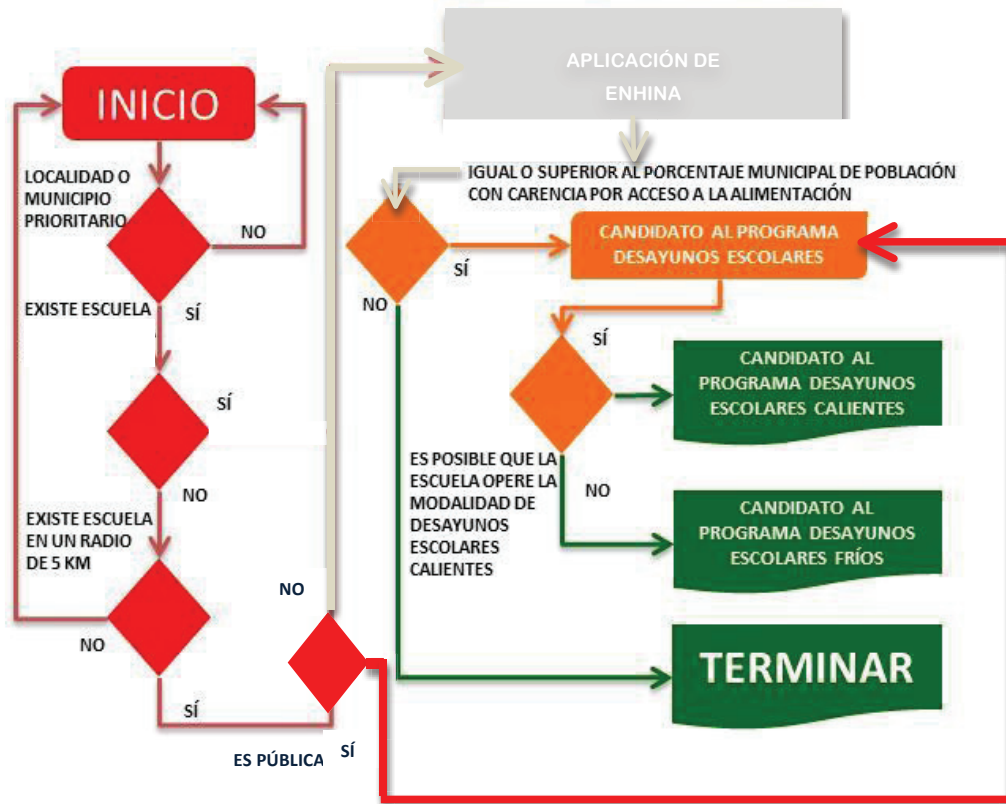 INICIO
LOCALIDAD O
MUNICIPIO
PRIORITARIO
NO
EXISTE ESCUELA
SÍ
SÍ
NO
EXISTE ESCUELA
EN UN RADIO
DE 5 KM
NO
SÍ
ES PÚBLICA
SÍ
NO
APLICACIÓN DE
ENHINA
IGUAL O SUPERIOR AL PORCENTAJE MUNICIPAL DE POBLACIÓN
CON CARENCIA POR ACCESO A LA ALIMENTACIÓN
SÍ
NO
CANDIDATO AL PROGRAMA
DESAYUNOS ESCOLARES
SÍ
ES POSIBLE QUE LA
ESCUELA OPERE LA
MODALIDAD DE
DESAYUNOS
ESCOLARES
CALIENTES
NO
CANDIDATO AL
PROGRAMA DESAYUNOS
ESCOLARES CALIENTES
CANDIDATO AL
PROGRAMA DESAYUNOS
ESCOLARES FRÍOS
TERMINAR